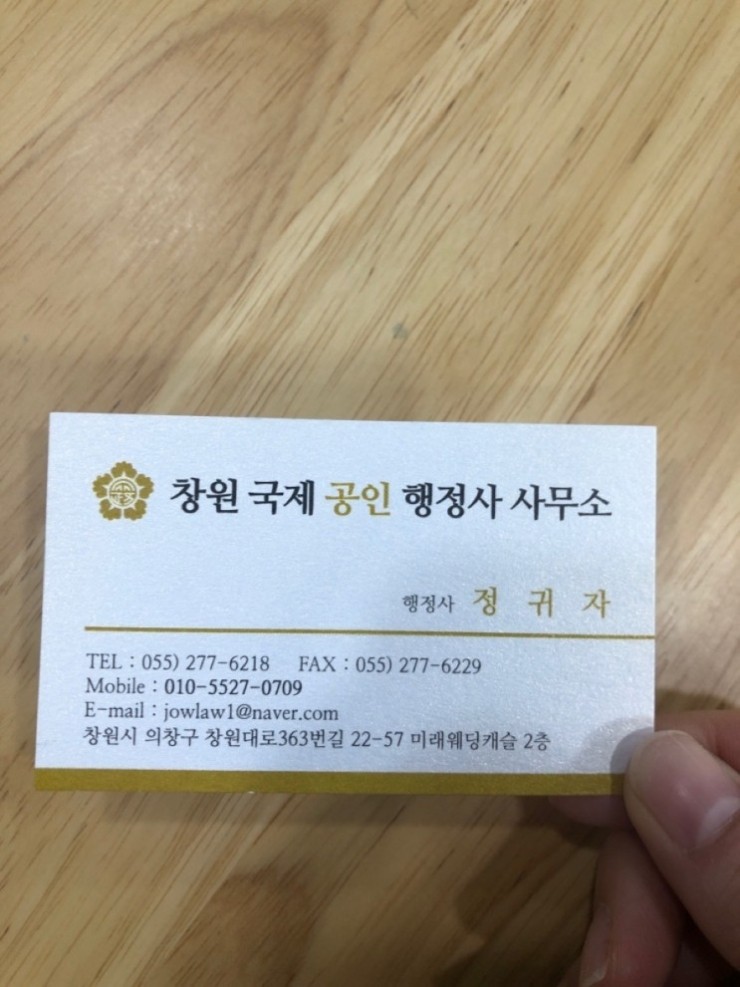 창원 국제 공인 행정사 사무소
행정사 정 귀 자
TEL : 055) 277-6218 FAX : 055) 277-6229
Mobile : 010-5527-0709
E-mail : jowlaw1@naver.com
창원시 의창구 창원대로363번길 22-57 미래웨딩캐슬 2층